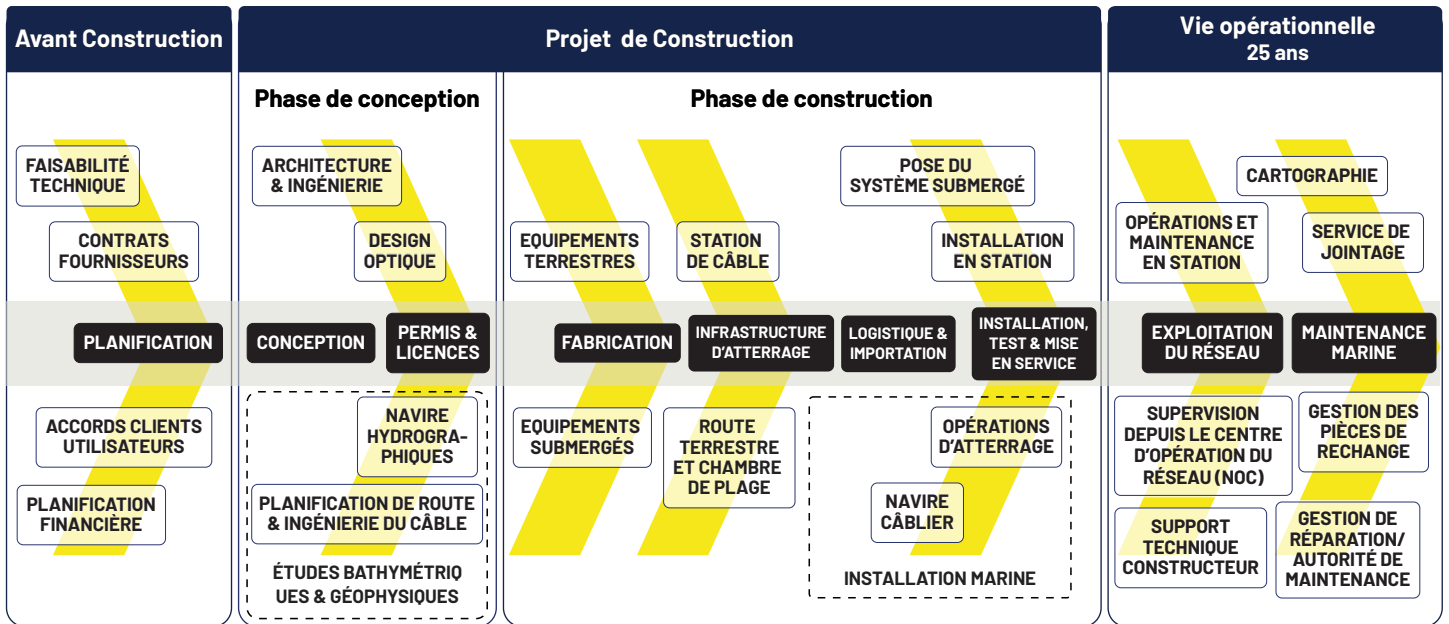 Avant Construction
Projet de Construction
Vie opérationnelle
25 ans
Phase de conception
Phase de construction
FAISABILITÉ
TECHNIQUE
CONTRATS
FOURNISSEURS
PLANIFICATION
ACCORDS CLIENTS
UTILISATEURS
PLANIFICATION
FINANCIÈRE
ARCHITECTURE
& INGÉNIERIE
DESIGN
OPTIQUE
CONCEPTION
PERMIS &
LICENCES
NAVIRE
HYDROGRA-
PHIQUES
PLANIFICATION DE ROUTE
& INGÉNIERIE DU CÂBLE
ÉTUDES BATHYMÉTRIQ
UES & GÉOPHYSIQUES
EQUIPEMENTS
TERRESTRES
STATION
DE CÂBLE
POSE DU
SYSTÈME SUBMERGÉ
INSTALLATION
EN STATION
FABRICATION
INFRASTRUCTURE
D'ATTERRAGE
LOGISTIQUE &
IMPORTATION
INSTALLATION,
TEST & MISE
EN SERVICE
EQUIPEMENTS
SUBMERGÉS
ROUTE
TERRESTRE
ET CHAMBRE
DE PLAGE
OPÉRATIONS
D'ATTERRAGE
NAVIRE
CÂBLIER
INSTALLATION MARINE
CARTOGRAPHIE
OPÉRATIONS ET
MAINTENANCE
EN STATION
SERVICE DE
JOINTAGE
EXPLOITATION
DU RÉSEAU
MAINTENANCE
MARINE
SUPERVISION
DEPUIS LE CENTRE
D'OPÉRATION DU
RÉSEAU (NOC)
GESTION DES
PIÈCES DE
RECHANGE
SUPPORT
TECHNIQUE
CONSTRUCTEUR
GESTION DE
RÉPARATION/
AUTORITÉ DE
MAINTENANCE